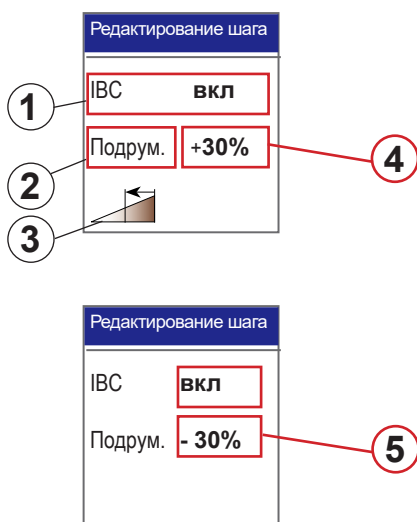 Редактирование шага
1
IBC вкл
2
Подрум. +30%
4
3
Редактирование шага
IBC вкл
Подрум. - 30%
5